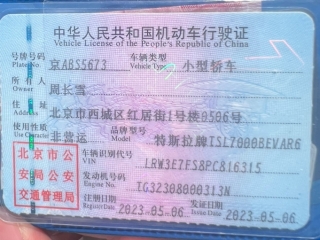 中华人民共和国机动车行驶证
Vehicle License of the People's Republic of China
号牌号码 Plate No. 京ABS5673 车辆类型 Vehicle Type 小型轿车
所有人 Owner 周长雪
住址 Address 北京市西城区红居街1号楼0506号
使用性质 Use Character 非营运 品牌型号 Model 特斯拉牌TSL7000BEVAR6
北京市公安局公安交通管理局
车辆识别代号 VIN LRW3E7FS8PC816315
发动机号码 Engine No. TG32308000313N
注册日期 Register Date 2023-05-06 发证日期 Issue Date 2023-05-06